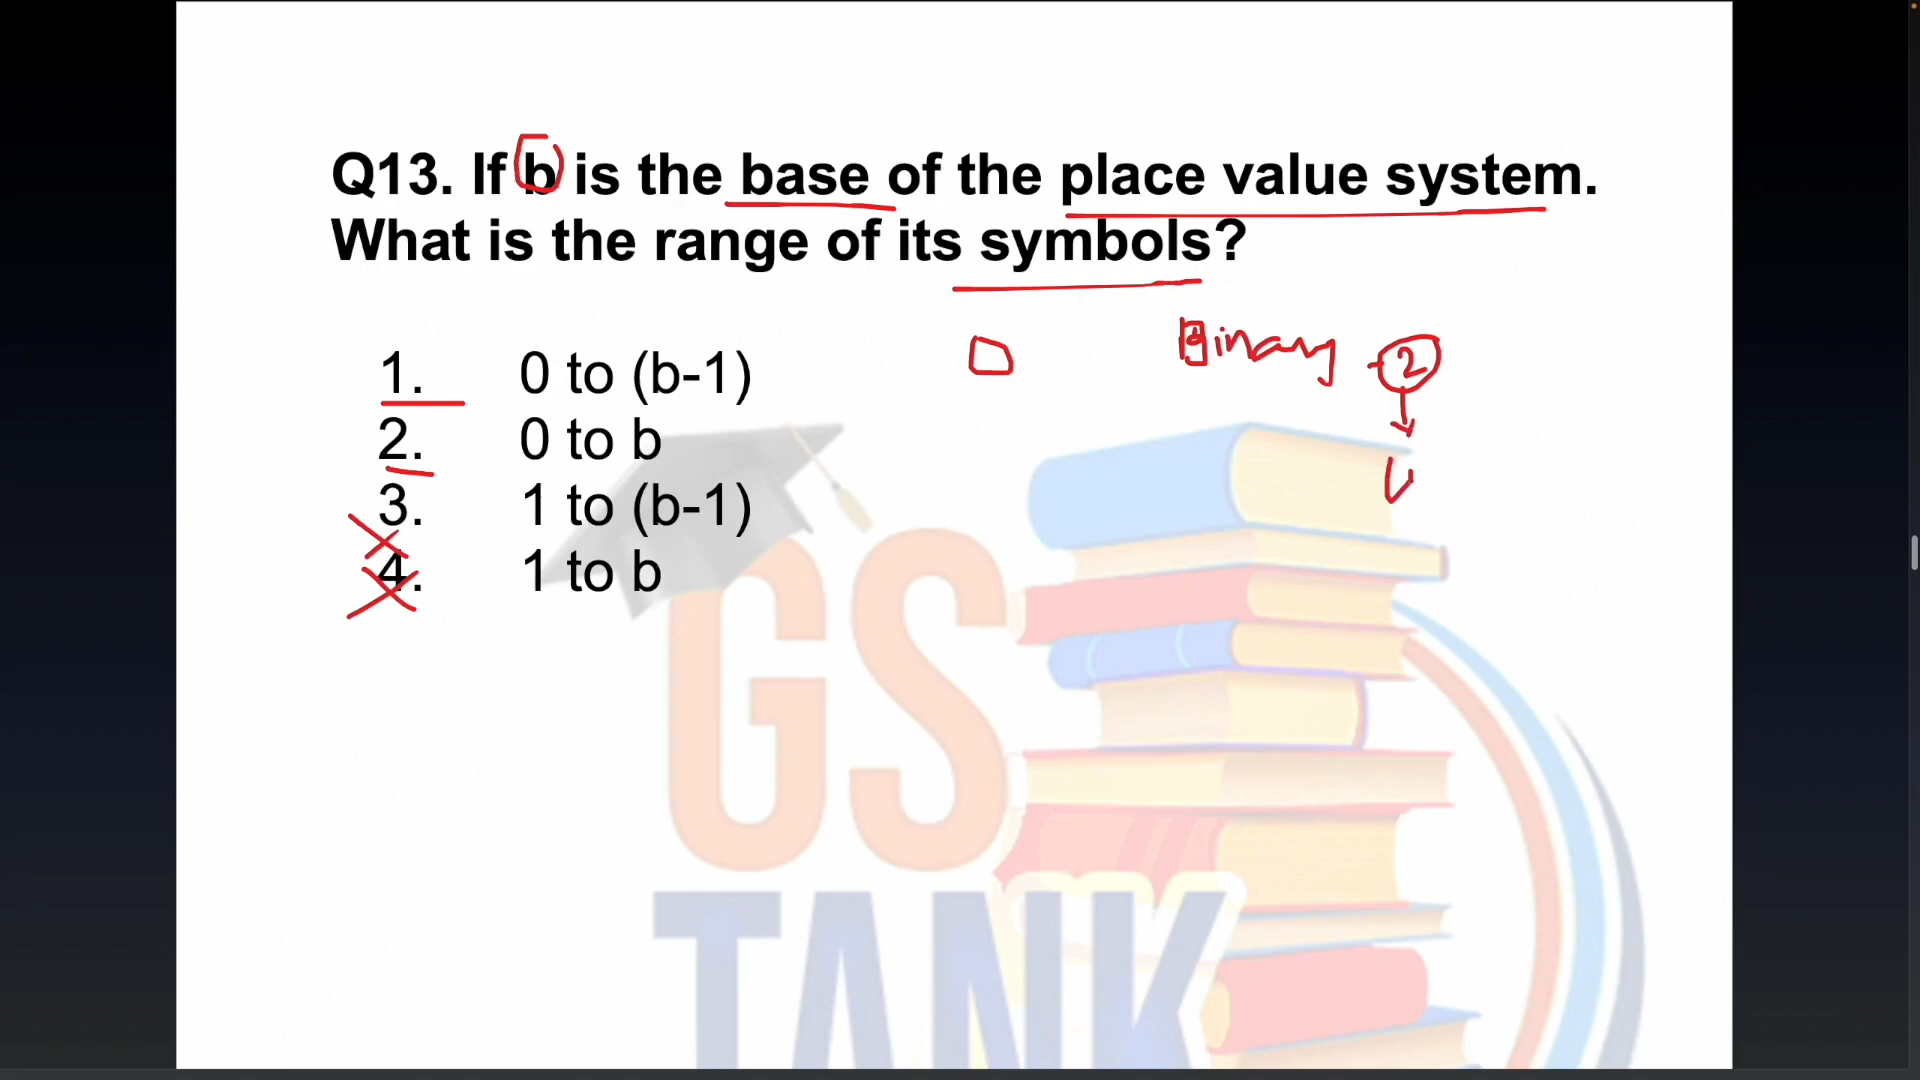 Q13. If b is the base of the place value system.
What is the range of its symbols?
1. 0 to (b-1)
2. 0 to b
3. 1 to (b-1)
4. 1 to b
0
Binary - 2
GS
TANK